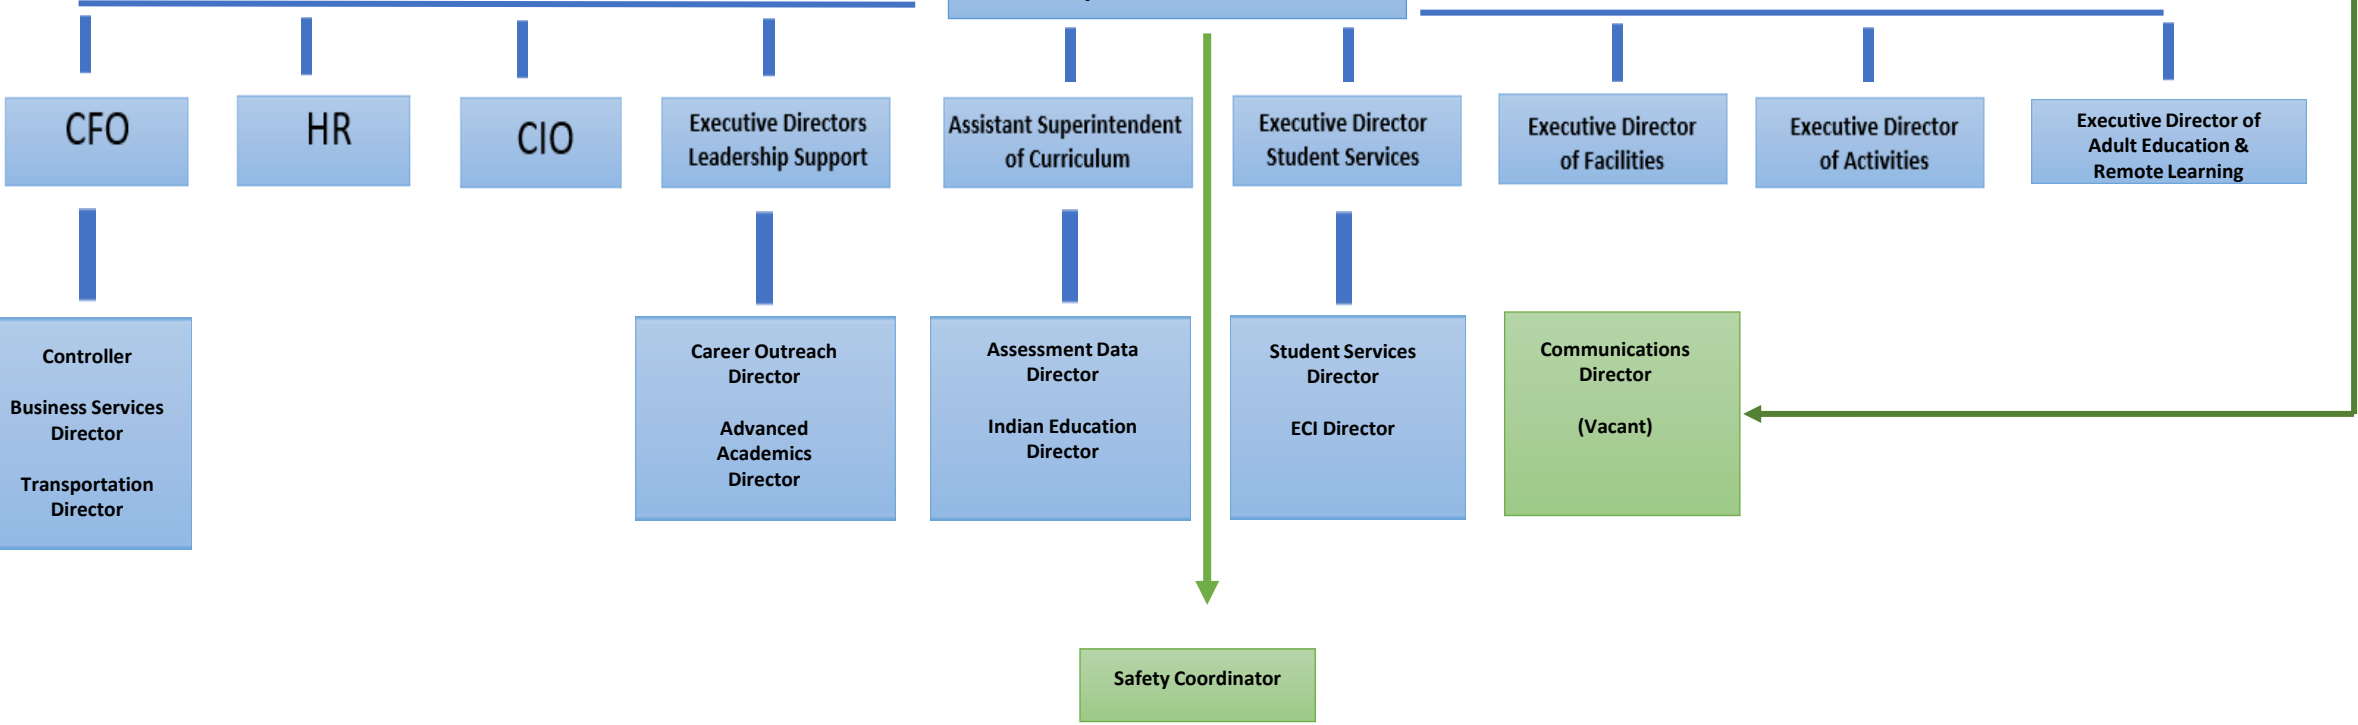 CFO
HR
CIO
Executive Directors
Leadership Support
Assistant Superintendent
of Curriculum
Executive Director
Student Services
Executive Director
of Facilities
Executive Director
of Activities
Executive Director of
Adult Education &
Remote Learning
Controller
Business Services
Director
Transportation
Director
Career Outreach
Director
Advanced
Academics
Director
Assessment Data
Director
Indian Education
Director
Student Services
Director
ECI Director
Communications
Director
(Vacant)
Safety Coordinator